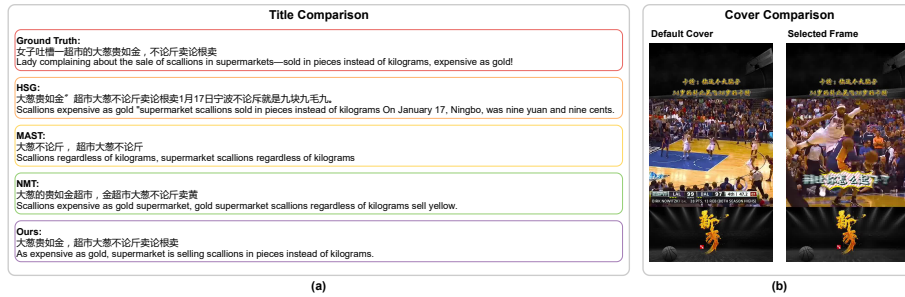 Title Comparison
Ground Truth:
女子吐槽一超市的大葱贵如金，不论斤卖论根卖
Lady complaining about the sale of scallions in supermarkets—sold in pieces instead of kilograms, expensive as gold!
HSG:
大葱贵如金”超市大葱不论斤卖论根卖1月17日宁波不论斥就是九块九毛九。
Scallions expensive as gold "supermarket scallions sold in pieces instead of kilograms On January 17, Ningbo, was nine yuan and nine cents.
MAST:
大葱不论斤，超市大葱不论斤
Scallions regardless of kilograms, supermarket scallions regardless of kilograms
NMT:
大葱的贵如金超市，金超市大葱不论斤卖黄
Scallions expensive as gold supermarket, gold supermarket scallions regardless of kilograms sell yellow.
Ours:
大葱贵如金，超市大葱不论斤卖论根卖
As expensive as gold, supermarket is selling scallions in pieces instead of kilograms.
(a)
Cover Comparison
Default Cover
Selected Frame
LAL 99 DAL 97
(b)